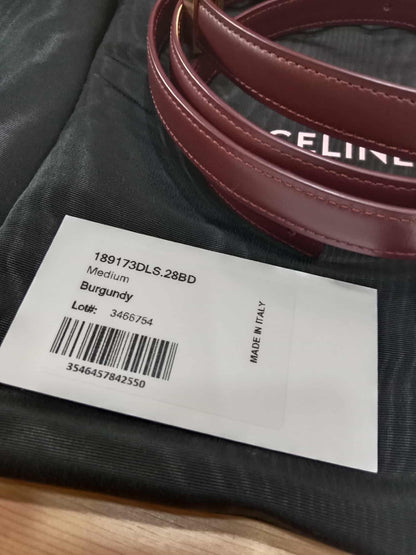 CELINE
189173DLS.28BD
Medium
Burgundy
Lot#: 3466754
3546457842550
MADE IN ITALY